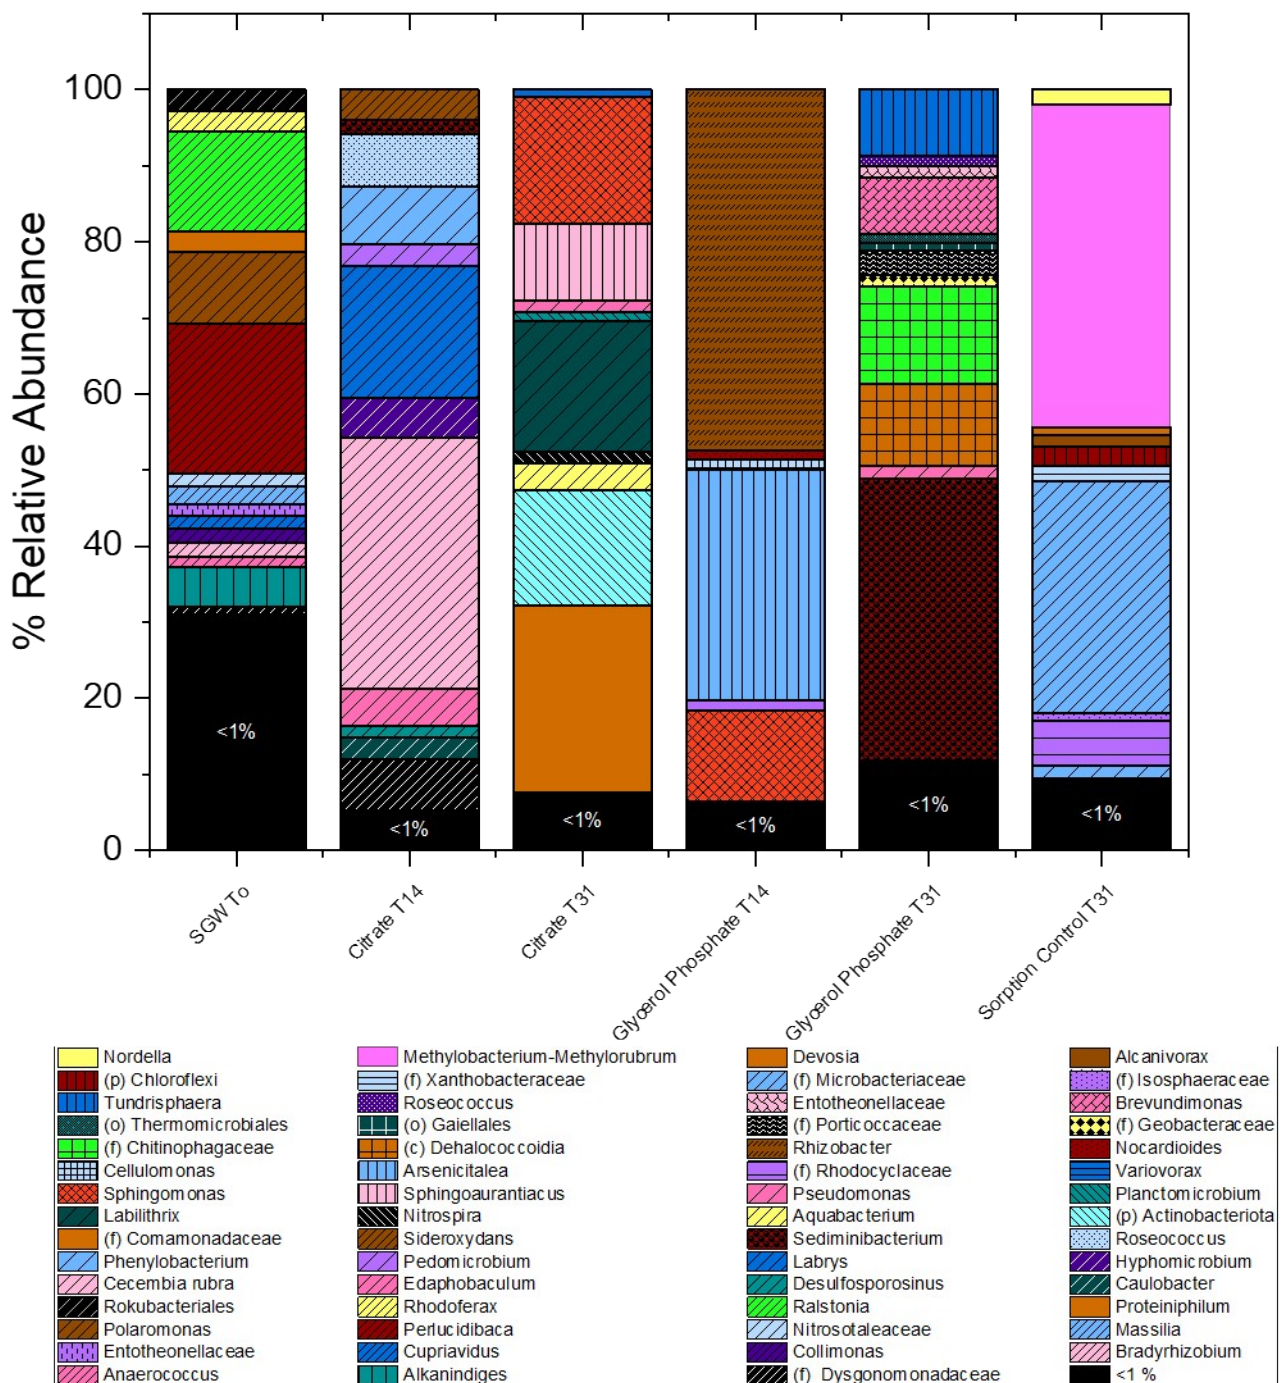 100
80
60
40
20
0
% Relative Abundance
<1%
<1%
<1%
<1%
<1%
<1%
SGW To
Citrate T14
Citrate T31
Glycerol Phosphate T14
Glycerol Phosphate T31
Sorption Control T31
Nordella Methylobacterium-Methylorubrum Devosia Alcanivorax
(p) Chloroflexi (f) Xanthobacteraceae (f) Microbacteriaceae (f) Isosphaeraceae
Tundrisphaera Roseococcus Entotheonellaceae Brevundimonas
(o) Thermomicrobiales (o) Gaiellales (f) Porticoccaceae (f) Geobacteraceae
(f) Chitinophagaceae (c) Dehalococcoidia Rhizobacter Nocardioides
Cellulomonas Arsenicitalea (f) Rhodocyclaceae Variovorax
Sphingomonas Sphingoaurantiacus Pseudomonas Planctomicrobium
Labilithrix Nitrospira Aquabacterium (p) Actinobacteriota
(f) Comamonadaceae Sideroxydans Sediminibacterium Roseococcus
Phenylobacterium Pedomicrobium Labrys Hyphomicrobium
Cecembia rubra Edaphobaculum Desulfosporosinus Caulobacter
Rokubacteriales Rhodoferax Ralstonia Proteiniphilum
Polaromonas Perlucidibaca Nitrosotaleaceae Massilia
Entotheonellaceae Cupriavidus Collimonas Bradyrhizobium
Anaerococcus Alkanindiges (f) Dysgonomonadaceae <1 %